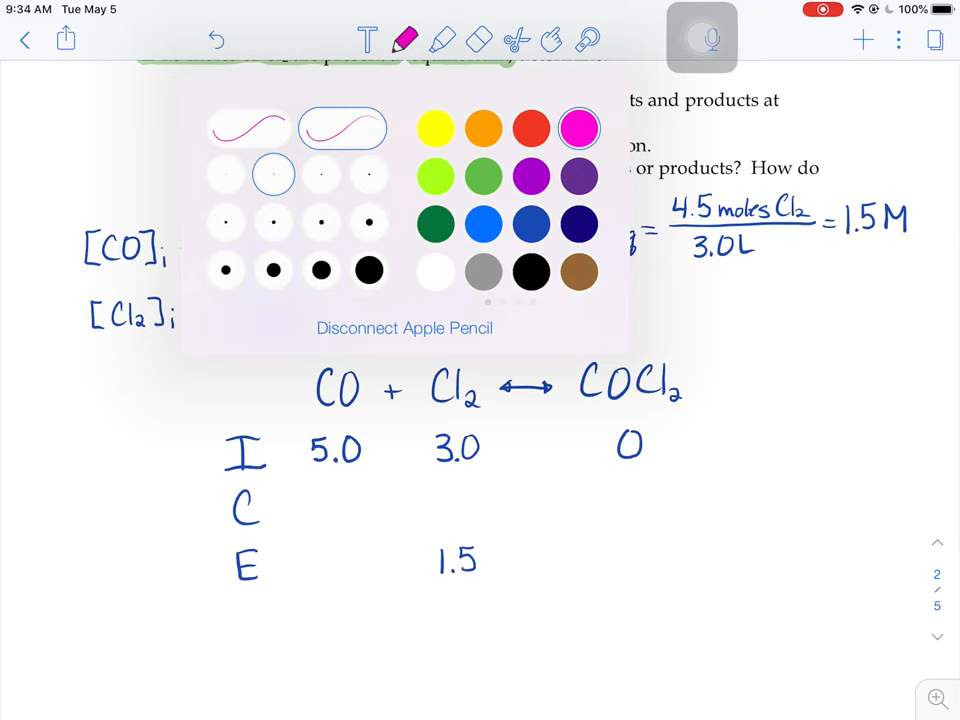 9:34 AM Tue May 5
100%
T
ts and products at
on.
s or products? How do
= 4.5 moles Cl2 / 3.0L = 1.5 M
[CO]i
[Cl2]i
Disconnect Apple Pencil
CO + Cl2 ⟷ COCl2
I 5.0 3.0 0
C
E 1.5
2
/
5